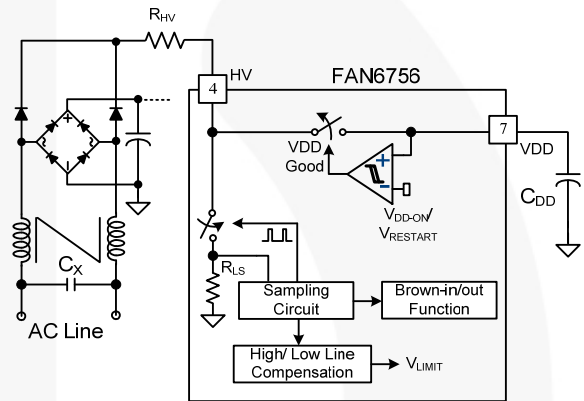 RHV
HV
FAN6756
4
7
VDD
VDD
Good
+
-
VDD-ON/
VRESTART
CDD
+
-
~
~
CX
AC Line
RLS
Sampling
Circuit
Brown-in/out
Function
High/ Low Line
Compensation
VLIMIT